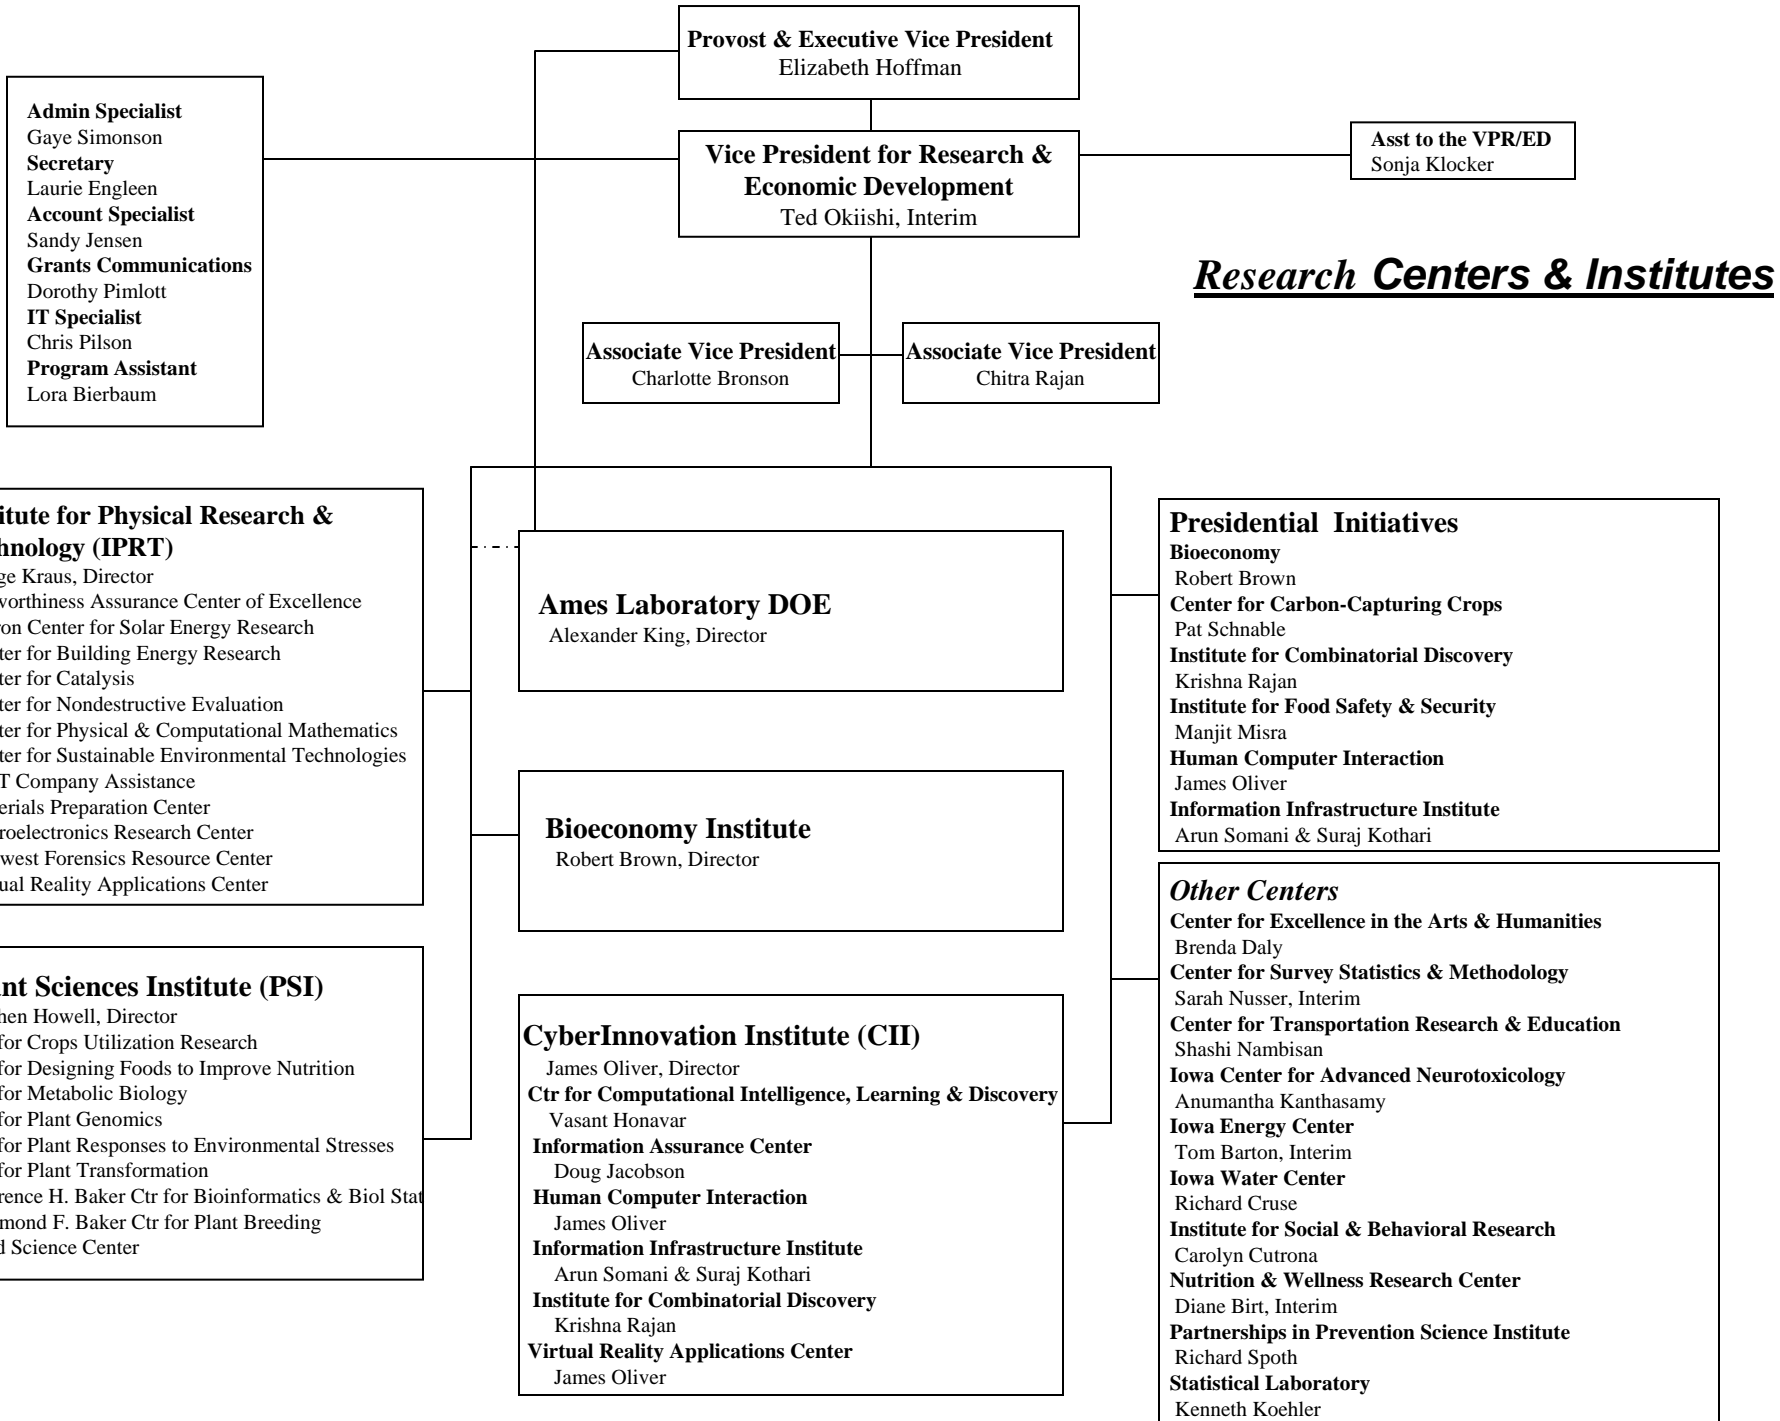 Provost & Executive Vice President
Elizabeth Hoffman
Admin Specialist
Gaye Simonson
Secretary
Laurie Engleen
Account Specialist
Sandy Jensen
Grants Communications
Dorothy Pimlott
IT Specialist
Chris Pilson
Program Assistant
Lora Bierbaum
Vice President for Research &
Economic Development
Ted Okiishi, Interim
Asst to the VPR/ED
Sonja Klocker
Research Centers & Institutes
Associate Vice President
Charlotte Bronson
Associate Vice President
Chitra Rajan
itute for Physical Research &
hnology (IPRT)
ge Kraus, Director
worthiness Assurance Center of Excellence
ron Center for Solar Energy Research
ter for Building Energy Research
ter for Catalysis
ter for Nondestructive Evaluation
ter for Physical & Computational Mathematics
ter for Sustainable Environmental Technologies
T Company Assistance
erials Preparation Center
roelectronics Research Center
west Forensics Resource Center
ual Reality Applications Center
nt Sciences Institute (PSI)
hen Howell, Director
for Crops Utilization Research
for Designing Foods to Improve Nutrition
for Metabolic Biology
for Plant Genomics
for Plant Responses to Environmental Stresses
for Plant Transformation
rence H. Baker Ctr for Bioinformatics & Biol Stat
mond F. Baker Ctr for Plant Breeding
d Science Center
Ames Laboratory DOE
Alexander King, Director
Bioeconomy Institute
Robert Brown, Director
CyberInnovation Institute (CII)
James Oliver, Director
Ctr for Computational Intelligence, Learning & Discovery
Vasant Honavar
Information Assurance Center
Doug Jacobson
Human Computer Interaction
James Oliver
Information Infrastructure Institute
Arun Somani & Suraj Kothari
Institute for Combinatorial Discovery
Krishna Rajan
Virtual Reality Applications Center
James Oliver
Presidential Initiatives
Bioeconomy
Robert Brown
Center for Carbon-Capturing Crops
Pat Schnable
Institute for Combinatorial Discovery
Krishna Rajan
Institute for Food Safety & Security
Manjit Misra
Human Computer Interaction
James Oliver
Information Infrastructure Institute
Arun Somani & Suraj Kothari
Other Centers
Center for Excellence in the Arts & Humanities
Brenda Daly
Center for Survey Statistics & Methodology
Sarah Nusser, Interim
Center for Transportation Research & Education
Shashi Nambisan
Iowa Center for Advanced Neurotoxicology
Anumantha Kanthasamy
Iowa Energy Center
Tom Barton, Interim
Iowa Water Center
Richard Cruse
Institute for Social & Behavioral Research
Carolyn Cutrona
Nutrition & Wellness Research Center
Diane Birt, Interim
Partnerships in Prevention Science Institute
Richard Spoth
Statistical Laboratory
Kenneth Koehler